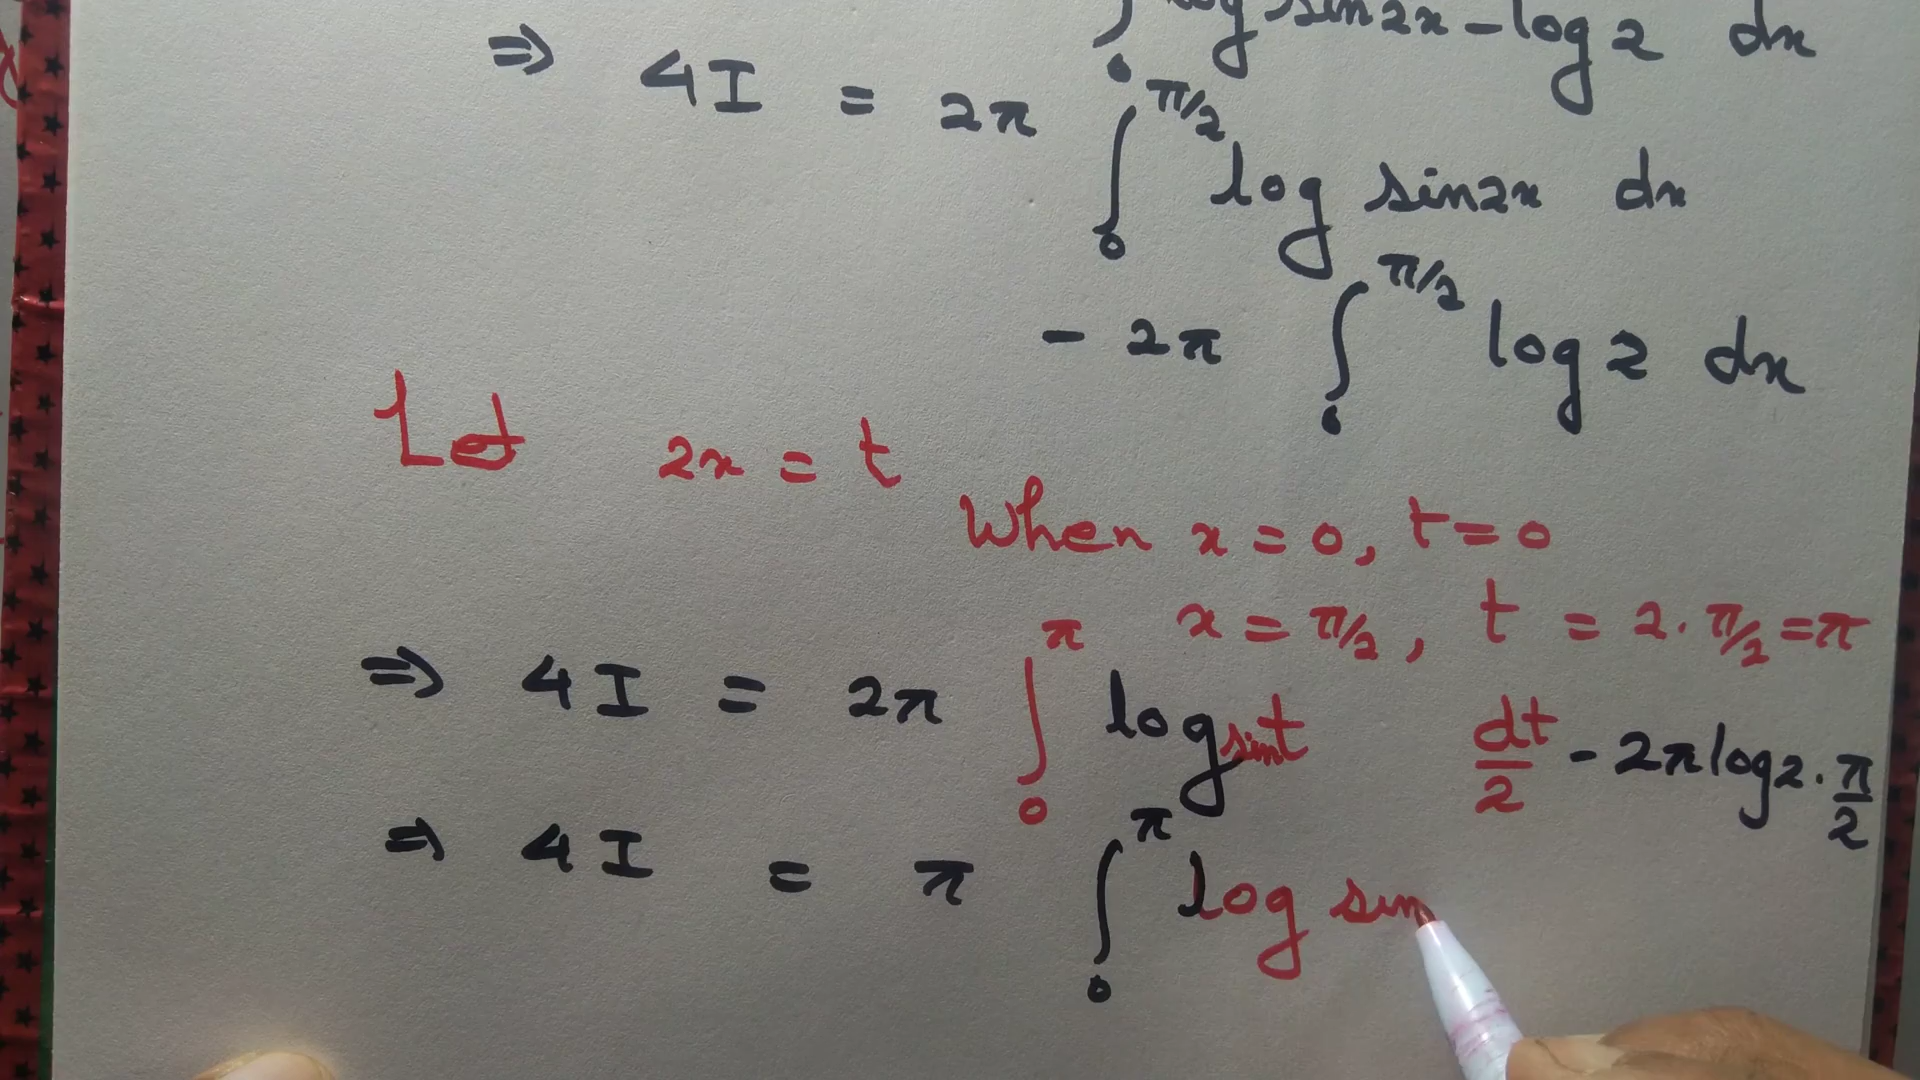 ∫₀ log sin2x - log 2 dx
⇒ 4I = 2π ∫₀^{π/2} log sin2x dx
- 2π ∫₀^{π/2} log 2 dx
Let 2x = t
When x = 0, t = 0
x = π/2, t = 2·π/2 = π
⇒ 4I = 2π ∫₀^π log sint dt/2 - 2π log2·π/2
⇒ 4I = π ∫₀^π log sin